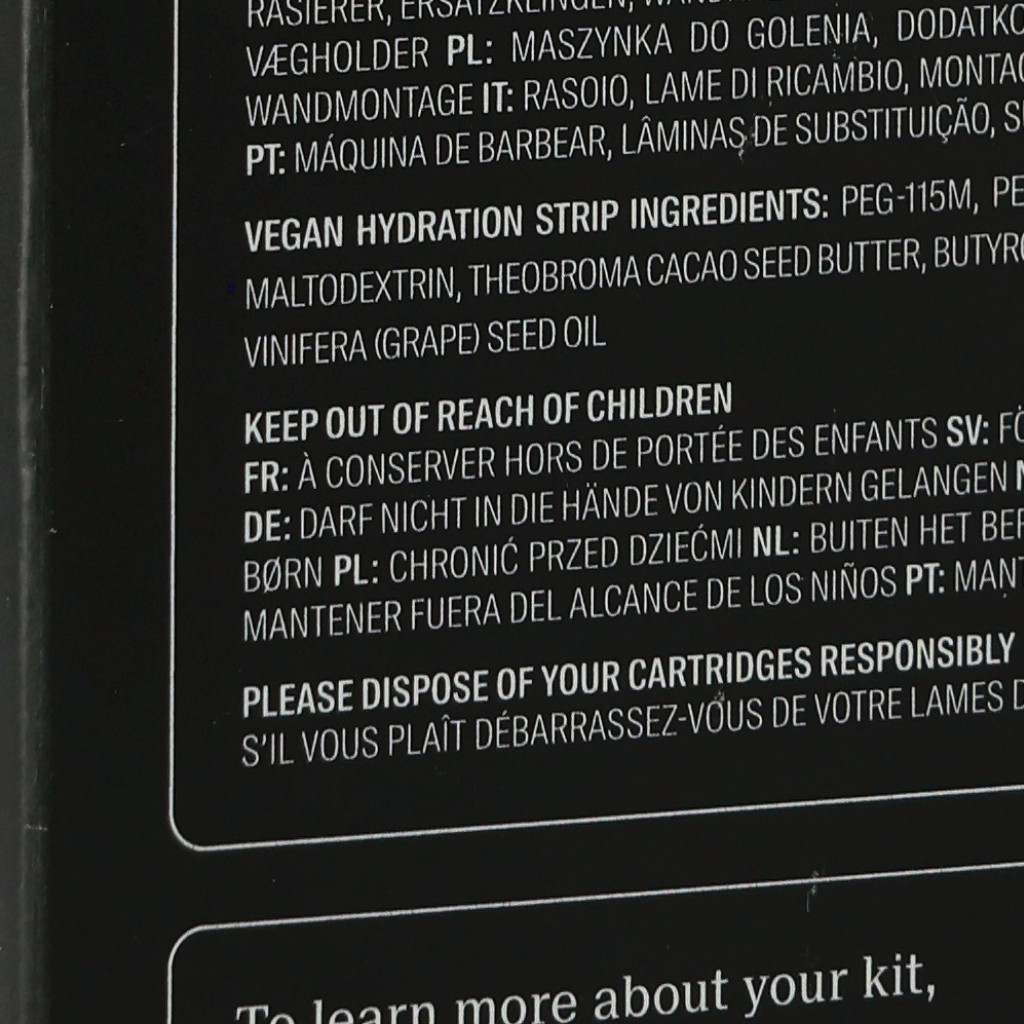 RASIERER, ERSATZKLINGEN,
VÆGHOLDER PL: MASZYNKA DO GOLENIA,
WANDMONTAGE IT: RASOIO, LAME DI RICAMBIO,
PT: MÁQUINA DE BARBEAR, LÂMINAS DE SUBSTITUIÇÃO,
VEGAN HYDRATION STRIP INGREDIENTS: PEG-115M,
MALTODEXTRIN, THEOBROMA CACAO SEED BUTTER,
VINIFERA (GRAPE) SEED OIL
KEEP OUT OF REACH OF CHILDREN
FR: À CONSERVER HORS DE PORTÉE DES ENFANTS SV:
DE: DARF NICHT IN DIE HÄNDE VON KINDERN GELANGEN
BØRN PL: CHRONIĆ PRZED DZIEĆMI NL: BUITEN HET
MANTENER FUERA DEL ALCANCE DE LOS NIÑOS PT:
PLEASE DISPOSE OF YOUR CARTRIDGES RESPONSIBLY
S'IL VOUS PLAÎT DÉBARRASSEZ-VOUS DE VOTRE LAMES
To learn more about your kit,